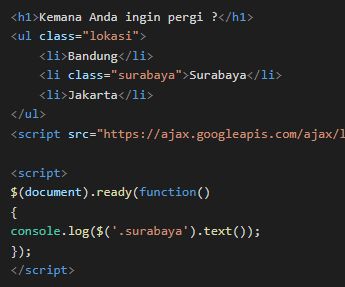 <h1>Kemana Anda ingin pergi ?</h1>
<ul class="lokasi">
    <li>Bandung</li>
    <li class="surabaya">Surabaya</li>
    <li>Jakarta</li>
</ul>
<script src="https://ajax.googleapis.com/ajax/l

<script>
$(document).ready(function()
{
console.log($('.surabaya').text());
});
</script>